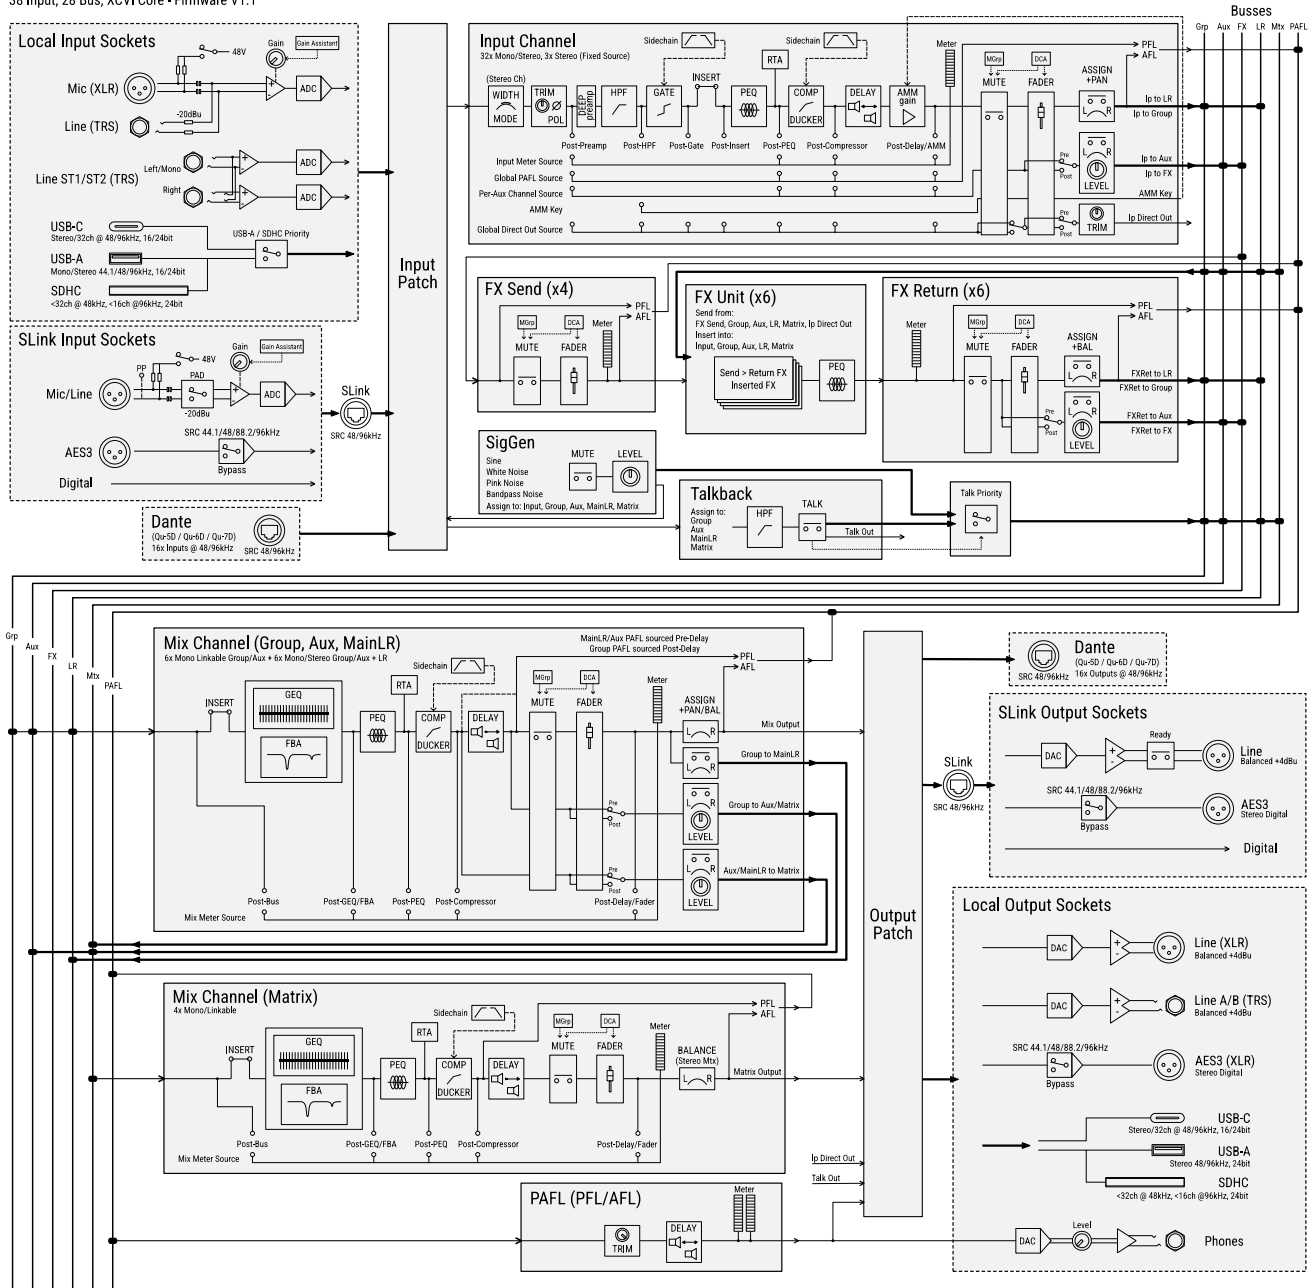 38 Input, 28 Bus, XCVI Core - Firmware V1.1
Busses
Grp Aux FX LR Mtx PAFL
Local Input Sockets
48V
Gain
Gain Assistant
Mic (XLR)
ADC
-20dBu
Line (TRS)
Left/Mono
ADC
Line ST1/ST2 (TRS)
Right
ADC
USB-C
Stereo/32ch @ 48/96kHz, 16/24bit
USB-A / SDHC Priority
USB-A
Mono/Stereo 44.1/48/96kHz, 16/24bit
SDHC
<32ch @ 48kHz, <16ch @96kHz, 24bit
SLink Input Sockets
48V
Gain
Gain Assistant
PP
PAD
Mic/Line
-20dBu
ADC
SRC 44.1/48/88.2/96kHz
AES3
Bypass
Digital
SLink
SRC 48/96kHz
Dante
(Qu-5D / Qu-6D / Qu-7D)
16x Inputs @ 48/96kHz
SRC 48/96kHz
Input
Patch
Input Channel
32x Mono/Stereo, 3x Stereo (Fixed Source)
Sidechain
Sidechain
RTA
Meter
PFL
AFL
MGrp
DCA
MUTE
FADER
ASSIGN
+PAN
(Stereo Ch)
WIDTH
MODE
TRIM
POL
DEEP
preamp
HPF
GATE
INSERT
PEQ
COMP
DUCKER
DELAY
AMM
gain
L R
Ip to LR
Ip to Group
Post-Preamp
Post-HPF
Post-Gate
Post-Insert
Post-PEQ
Post-Compressor
Post-Delay/AMM
Input Meter Source
Global PAFL Source
Per-Aux Channel Source
AMM Key
Global Direct Out Source
Pre
Post
L R
LEVEL
Ip to Aux
Ip to FX
AMM Key
Pre
Post
TRIM
Ip Direct Out
FX Send (x4)
PFL
AFL
MGrp
DCA
Meter
MUTE
FADER
FX Unit (x6)
Send from:
FX Send, Group, Aux, LR, Matrix, Ip Direct Out
Insert into:
Input, Group, Aux, LR, Matrix
Send > Return FX
Inserted FX
PEQ
FX Return (x6)
PFL
AFL
Meter
MGrp
DCA
MUTE
FADER
ASSIGN
+BAL
L R
FXRet to LR
FXRet to Group
Pre
Post
L R
LEVEL
FXRet to Aux
FXRet to FX
SigGen
Sine
White Noise
Pink Noise
Bandpass Noise
Assign to: Input, Group, Aux, MainLR, Matrix
MUTE
LEVEL
Talkback
Assign to:
Group
Aux
MainLR
Matrix
HPF
TALK
Talk Out
Talk Priority
Grp
Aux
FX
LR
Mtx
PAFL
Mix Channel (Group, Aux, MainLR)
6x Mono Linkable Group/Aux + 6x Mono/Stereo Group/Aux + LR
MainLR/Aux PAFL sourced Pre-Delay
Group PAFL sourced Post-Delay
Sidechain
PFL
AFL
RTA
MGrp
DCA
Meter
INSERT
GEQ
FBA
PEQ
COMP
DUCKER
DELAY
MUTE
FADER
ASSIGN
+PAN/BAL
L R
Mix Output
L R
Group to MainLR
Pre
Post
L R
LEVEL
Group to Aux/Matrix
Pre
Post
L R
LEVEL
Aux/MainLR to Matrix
Post-Bus
Post-GEQ/FBA
Post-PEQ
Post-Compressor
Post-Delay/Fader
Mix Meter Source
Mix Channel (Matrix)
4x Mono/Linkable
Sidechain
PFL
AFL
RTA
MGrp
DCA
Meter
INSERT
GEQ
FBA
PEQ
COMP
DUCKER
DELAY
MUTE
FADER
BALANCE
(Stereo Mtx)
L R
Matrix Output
Post-Bus
Post-GEQ/FBA
Post-PEQ
Post-Compressor
Post-Delay/Fader
Mix Meter Source
Ip Direct Out
Talk Out
PAFL (PFL/AFL)
Meter
TRIM
DELAY
Output
Patch
Dante
(Qu-5D / Qu-6D / Qu-7D)
16x Outputs @ 48/96kHz
SRC 48/96kHz
SLink
SRC 48/96kHz
SLink Output Sockets
DAC
Ready
Line
Balanced +4dBu
SRC 44.1/48/88.2/96kHz
Bypass
AES3
Stereo Digital
Digital
Local Output Sockets
DAC
Line (XLR)
Balanced +4dBu
DAC
Line A/B (TRS)
Balanced +4dBu
SRC 44.1/48/88.2/96kHz
Bypass
AES3 (XLR)
Stereo Digital
USB-C
Stereo/32ch @ 48/96kHz, 16/24bit
USB-A
Stereo 48/96kHz, 24bit
SDHC
<32ch @ 48kHz, <16ch @96kHz, 24bit
DAC
Level
Phones